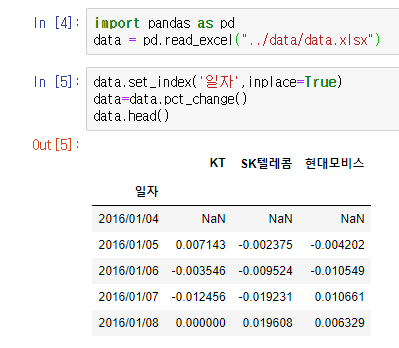 In [4]: import pandas as pd
data = pd.read_excel("../data/data.xlsx")
In [5]: data.set_index('일자',inplace=True)
data=data.pct_change()
data.head()
Out[5]:
KT SK텔레콤 현대모비스
일자
2016/01/04 NaN NaN NaN
2016/01/05 0.007143 -0.002375 -0.004202
2016/01/06 -0.003546 -0.009524 -0.010549
2016/01/07 -0.012456 -0.019231 0.010661
2016/01/08 0.000000 0.019608 0.006329